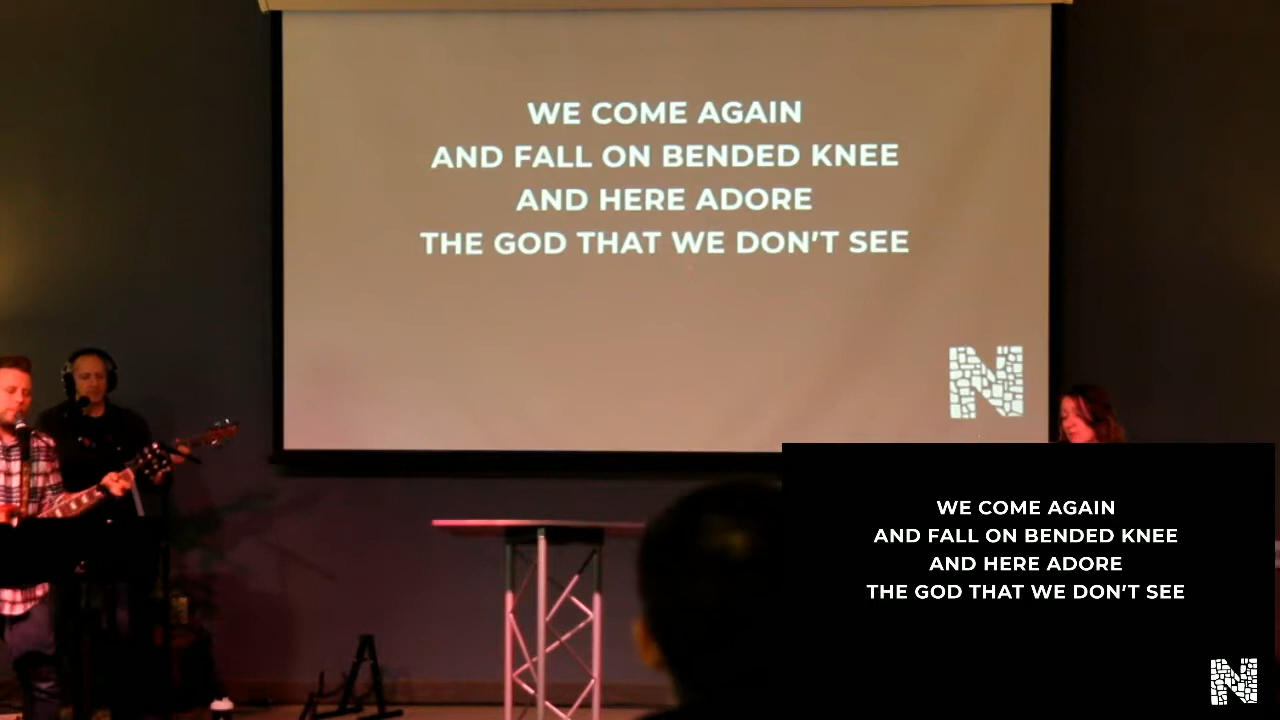 WE COME AGAIN
AND FALL ON BENDED KNEE
AND HERE ADORE
THE GOD THAT WE DON'T SEE
N
WE COME AGAIN
AND FALL ON BENDED KNEE
AND HERE ADORE
THE GOD THAT WE DON'T SEE
N